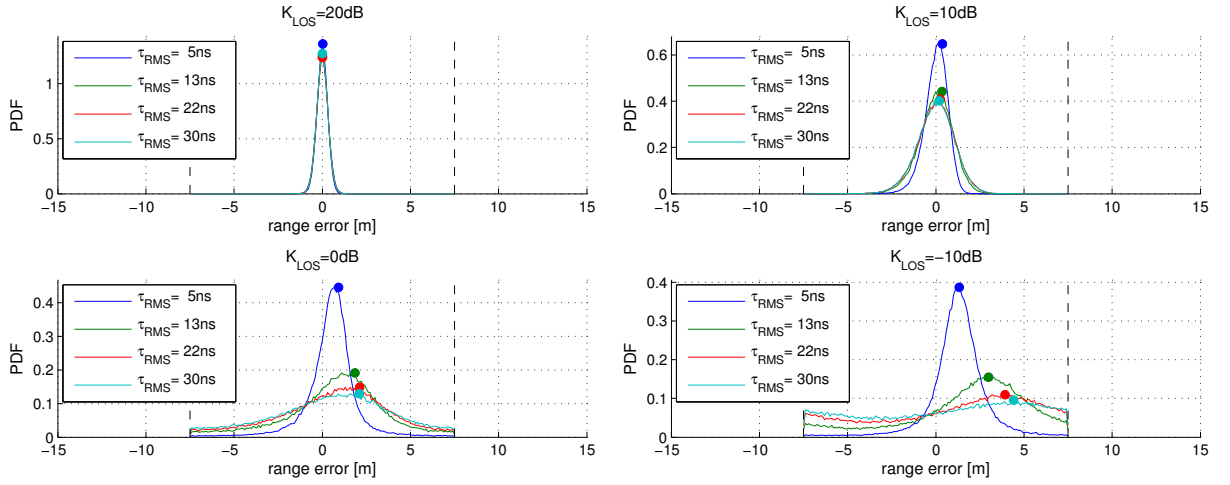 K_LOS=20dB
PDF
1
0.5
0
τ_RMS= 5ns
τ_RMS= 13ns
τ_RMS= 22ns
τ_RMS= 30ns
−15 −10 −5 0 5 10 15
range error [m]
K_LOS=10dB
PDF
0.6
0.4
0.2
0
τ_RMS= 5ns
τ_RMS= 13ns
τ_RMS= 22ns
τ_RMS= 30ns
−15 −10 −5 0 5 10 15
range error [m]
K_LOS=0dB
PDF
0.4
0.3
0.2
0.1
0
τ_RMS= 5ns
τ_RMS= 13ns
τ_RMS= 22ns
τ_RMS= 30ns
−15 −10 −5 0 5 10 15
range error [m]
K_LOS=−10dB
PDF
0.4
0.3
0.2
0.1
0
τ_RMS= 5ns
τ_RMS= 13ns
τ_RMS= 22ns
τ_RMS= 30ns
−15 −10 −5 0 5 10 15
range error [m]